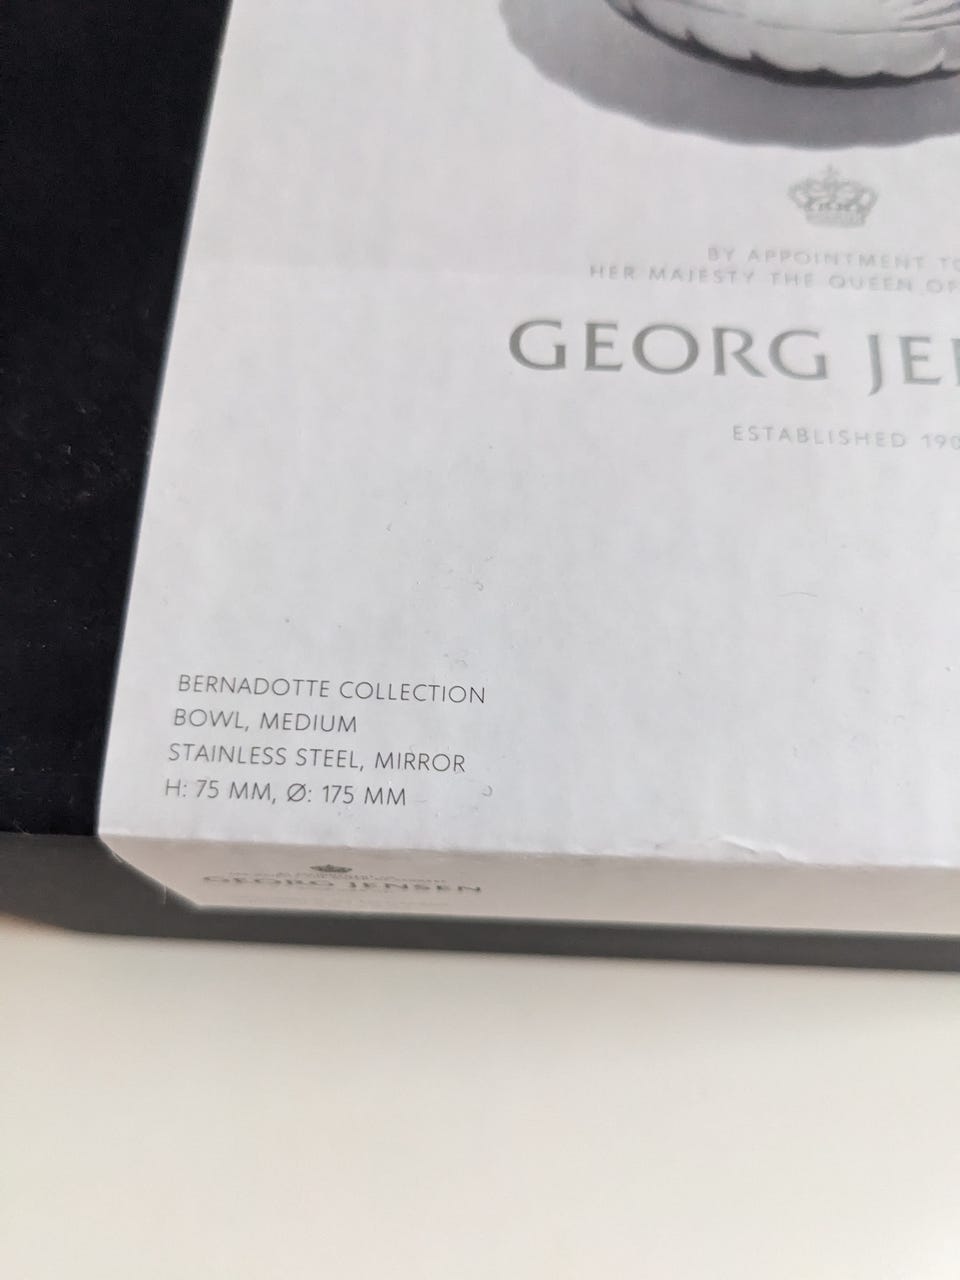 BY APPOINTMENT TO
HER MAJESTY THE QUEEN OF
GEORG JE
ESTABLISHED 190
BERNADOTTE COLLECTION
BOWL, MEDIUM
STAINLESS STEEL, MIRROR
H: 75 MM, Ø: 175 MM
GEORG JENSEN